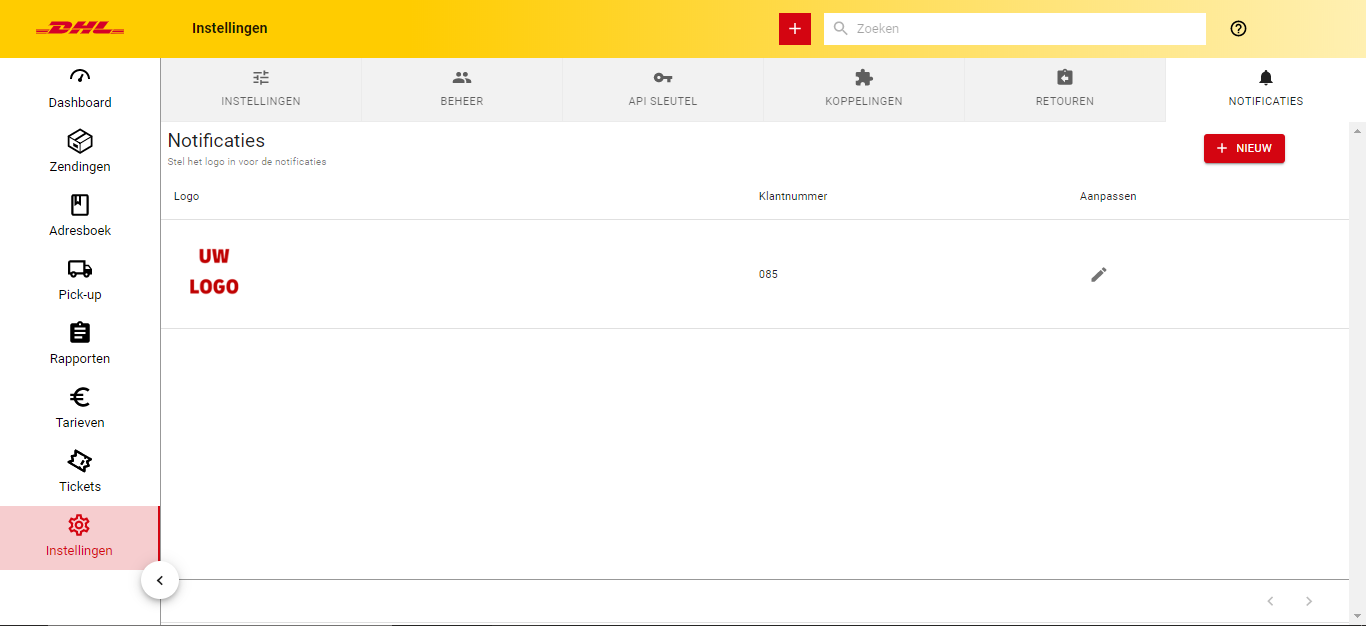 DHL
Instellingen
Zoeken
Dashboard
Zendingen
Adresboek
Pick-up
Rapporten
Tarieven
Tickets
Instellingen
INSTELLINGEN
BEHEER
API SLEUTEL
KOPPELINGEN
RETOUREN
NOTIFICATIES
Notificaties
Stel het logo in voor de notificaties
+ NIEUW
Logo
Klantnummer
Aanpassen
UW
LOGO
085